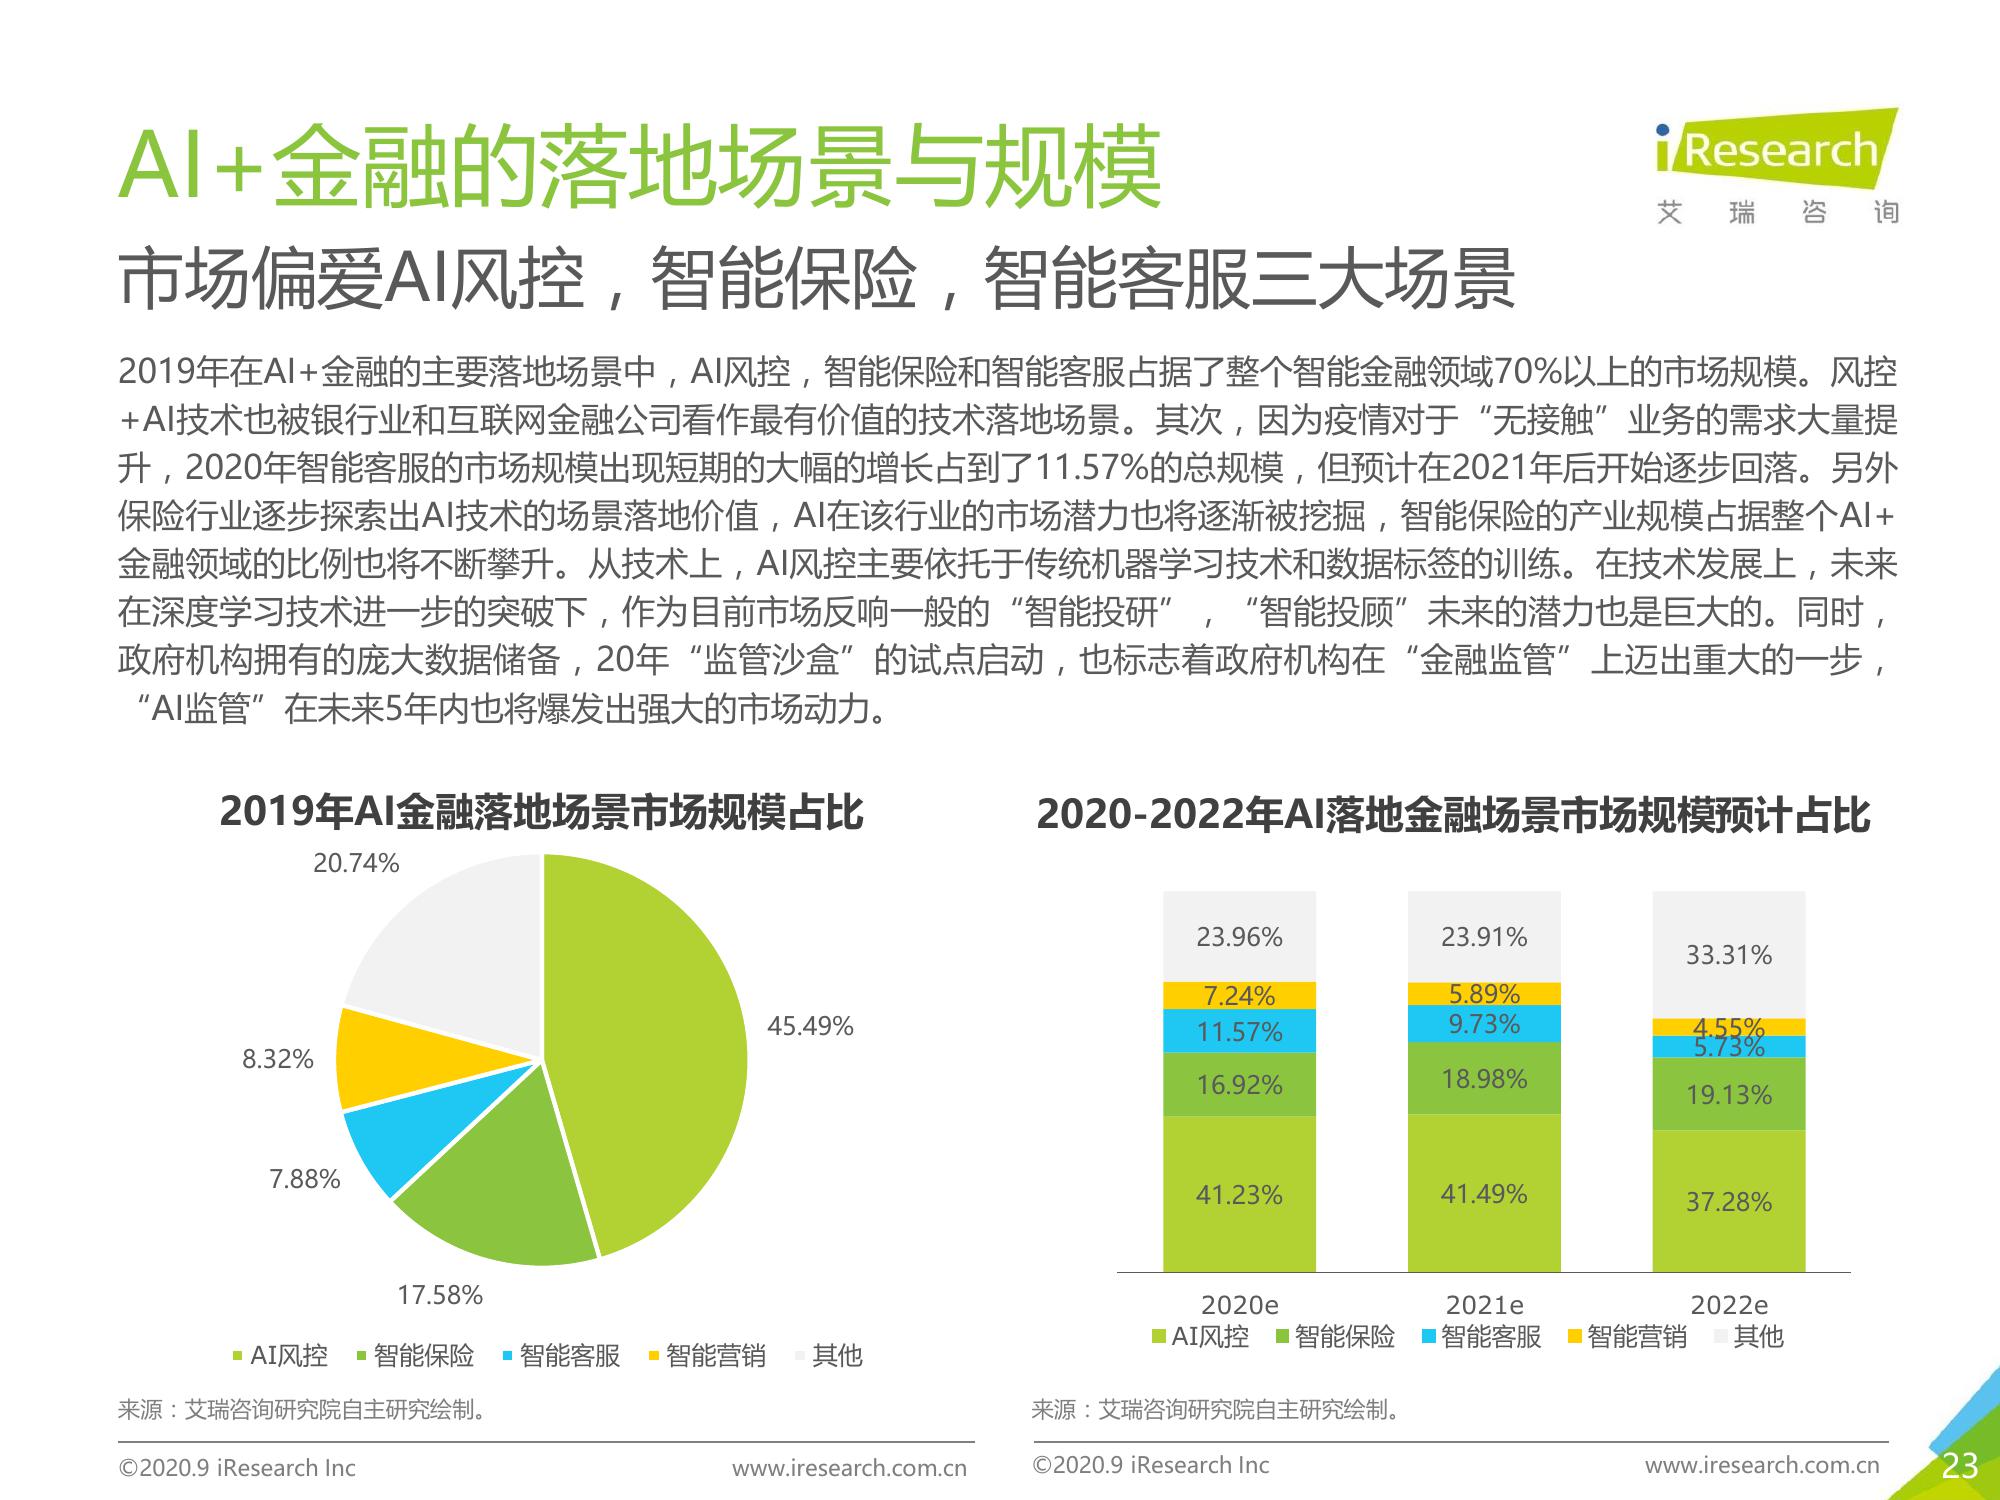 AI+金融的落地场景与规模
iResearch
艾瑞咨询
市场偏爱AI风控，智能保险，智能客服三大场景
2019年在AI+金融的主要落地场景中，AI风控，智能保险和智能客服占据了整个智能金融领域70%以上的市场规模。风控
+AI技术也被银行业和互联网金融公司看作最有价值的技术落地场景。其次，因为疫情对于“无接触”业务的需求大量提
升，2020年智能客服的市场规模出现短期的大幅的增长占到了11.57%的总规模，但预计在2021年后开始逐步回落。另外
保险行业逐步探索出AI技术的场景落地价值，AI在该行业的市场潜力也将逐渐被挖掘，智能保险的产业规模占据整个AI+
金融领域的比例也将不断攀升。从技术上，AI风控主要依托于传统机器学习技术和数据标签的训练。在技术发展上，未来
在深度学习技术进一步的突破下，作为目前市场反响一般的“智能投研”，“智能投顾”未来的潜力也是巨大的。同时，
政府机构拥有的庞大数据储备，20年“监管沙盒”的试点启动，也标志着政府机构在“金融监管”上迈出重大的一步，
“AI监管”在未来5年内也将爆发出强大的市场动力。
2019年AI金融落地场景市场规模占比
20.74%
45.49%
8.32%
7.88%
17.58%
AI风控 智能保险 智能客服 智能营销 其他
来源：艾瑞咨询研究院自主研究绘制。
2020-2022年AI落地金融场景市场规模预计占比
23.96% 23.91% 33.31%
7.24% 5.89% 4.55%
11.57% 9.73% 5.73%
16.92% 18.98% 19.13%
41.23% 41.49% 37.28%
2020e 2021e 2022e
AI风控 智能保险 智能客服 智能营销 其他
来源：艾瑞咨询研究院自主研究绘制。
©2020.9 iResearch Inc www.iresearch.com.cn
©2020.9 iResearch Inc www.iresearch.com.cn
23